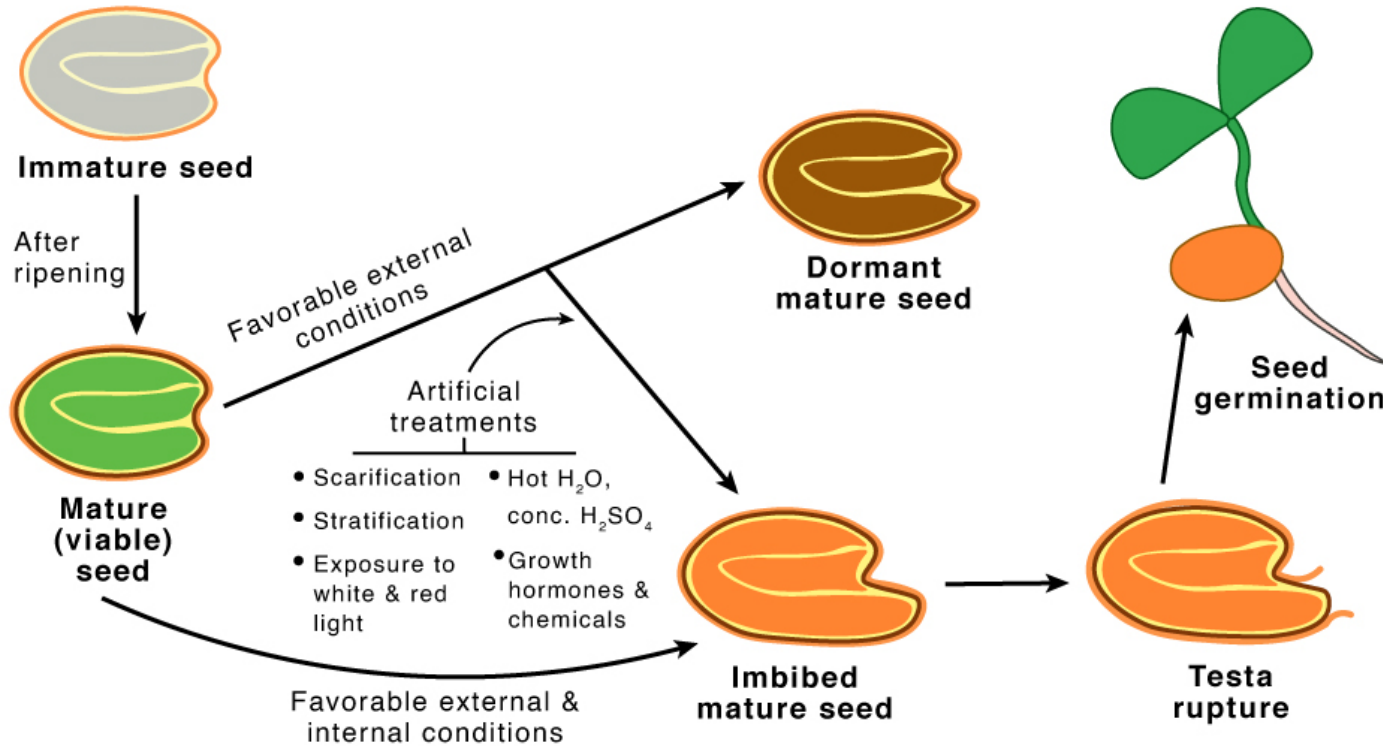 Immature seed
After
ripening
Mature
(viable)
seed
Favorable external
conditions
Dormant
mature seed
Artificial
treatments
• Scarification
• Stratification
• Exposure to
white & red
light
• Hot H₂O,
conc. H₂SO₄
• Growth
hormones &
chemicals
Favorable external &
internal conditions
Imbibed
mature seed
Testa
rupture
Seed
germination